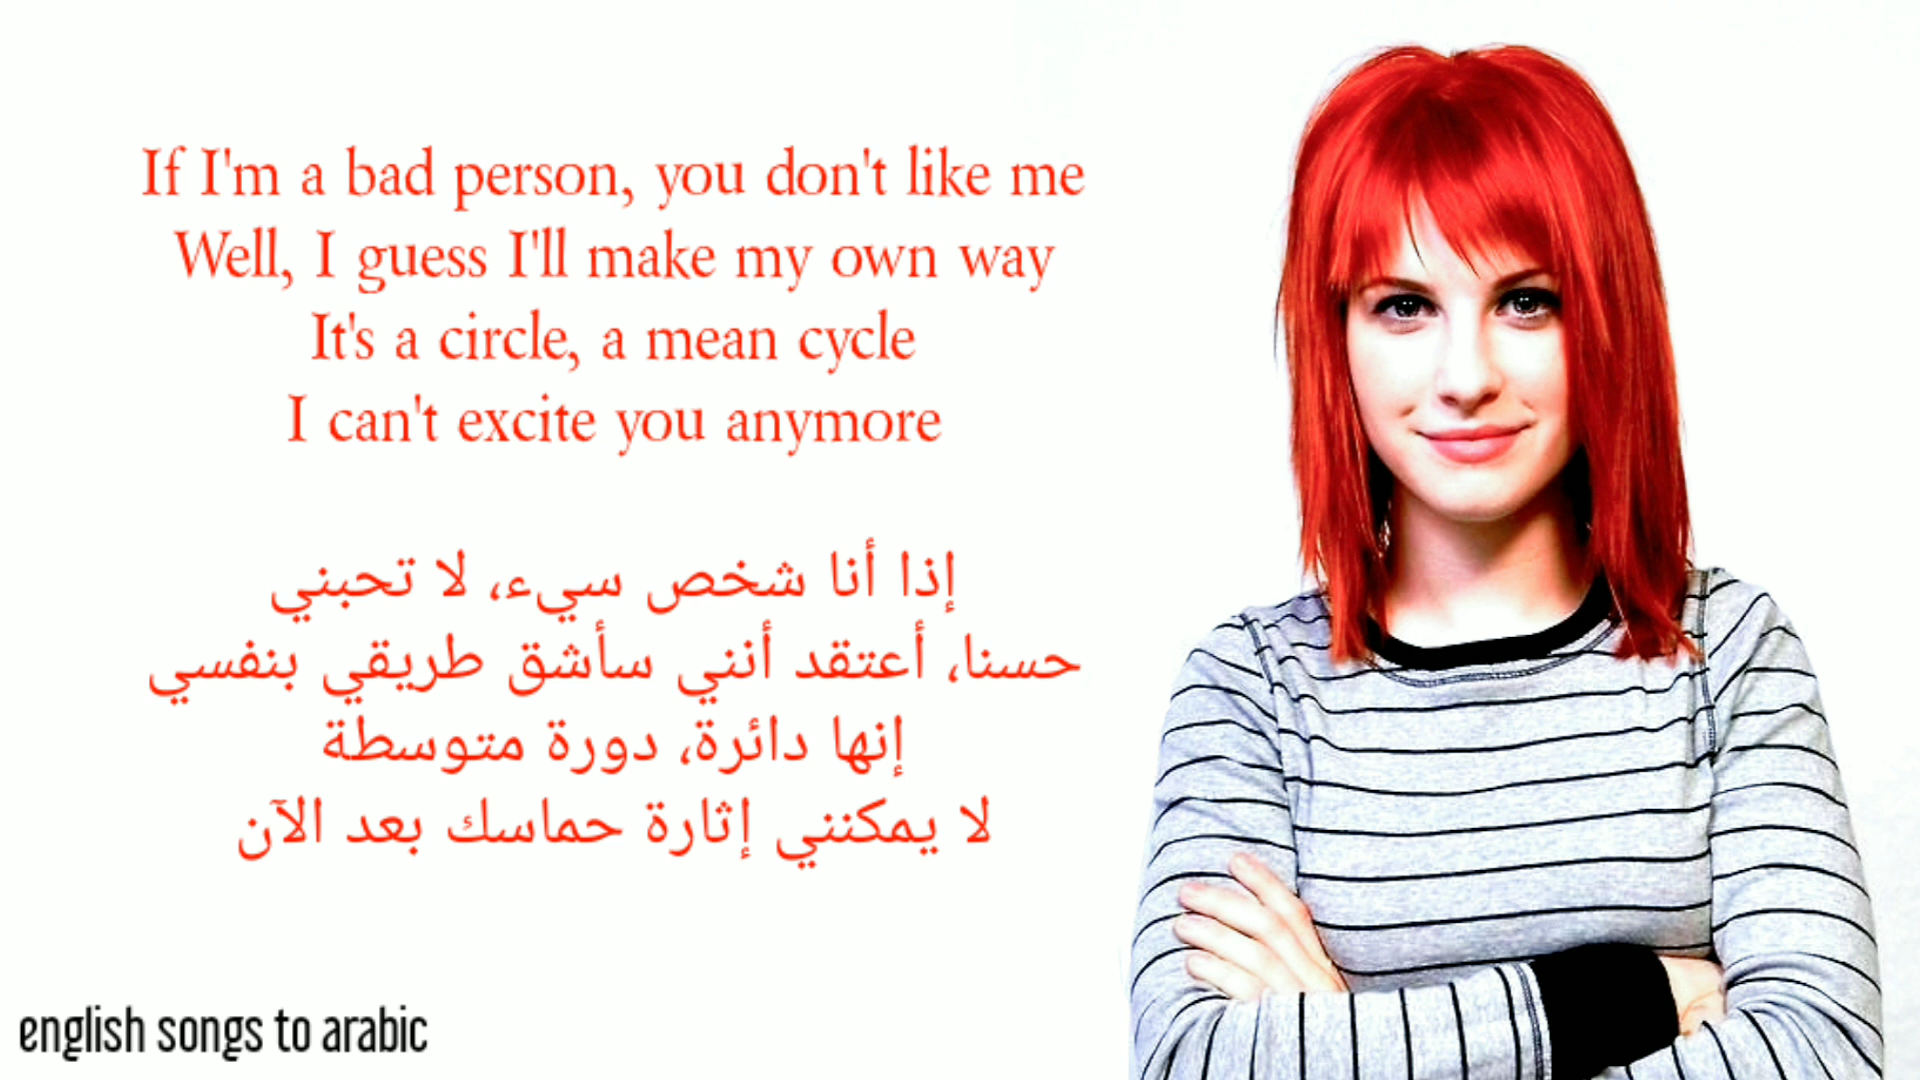 If I'm a bad person, you don't like me
Well, I guess I'll make my own way
It's a circle, a mean cycle
I can't excite you anymore
إذا أنا شخص سيء، لا تحبني
حسنا، أعتقد أنني سأشق طريقي بنفسي
إنها دائرة، دورة متوسطة
لا يمكنني إثارة حماسك بعد الآن
english songs to arabic